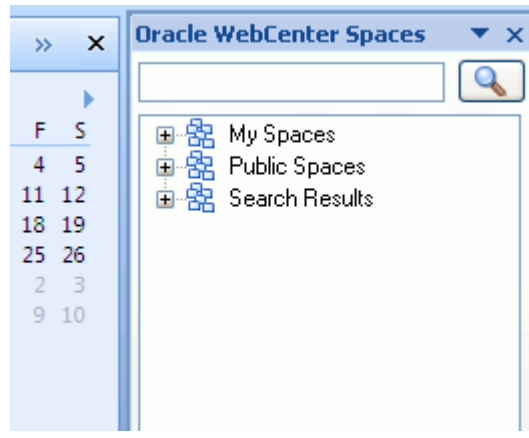 Oracle WebCenter Spaces
F S
4 5
11 12
18 19
25 26
2 3
9 10
My Spaces
Public Spaces
Search Results